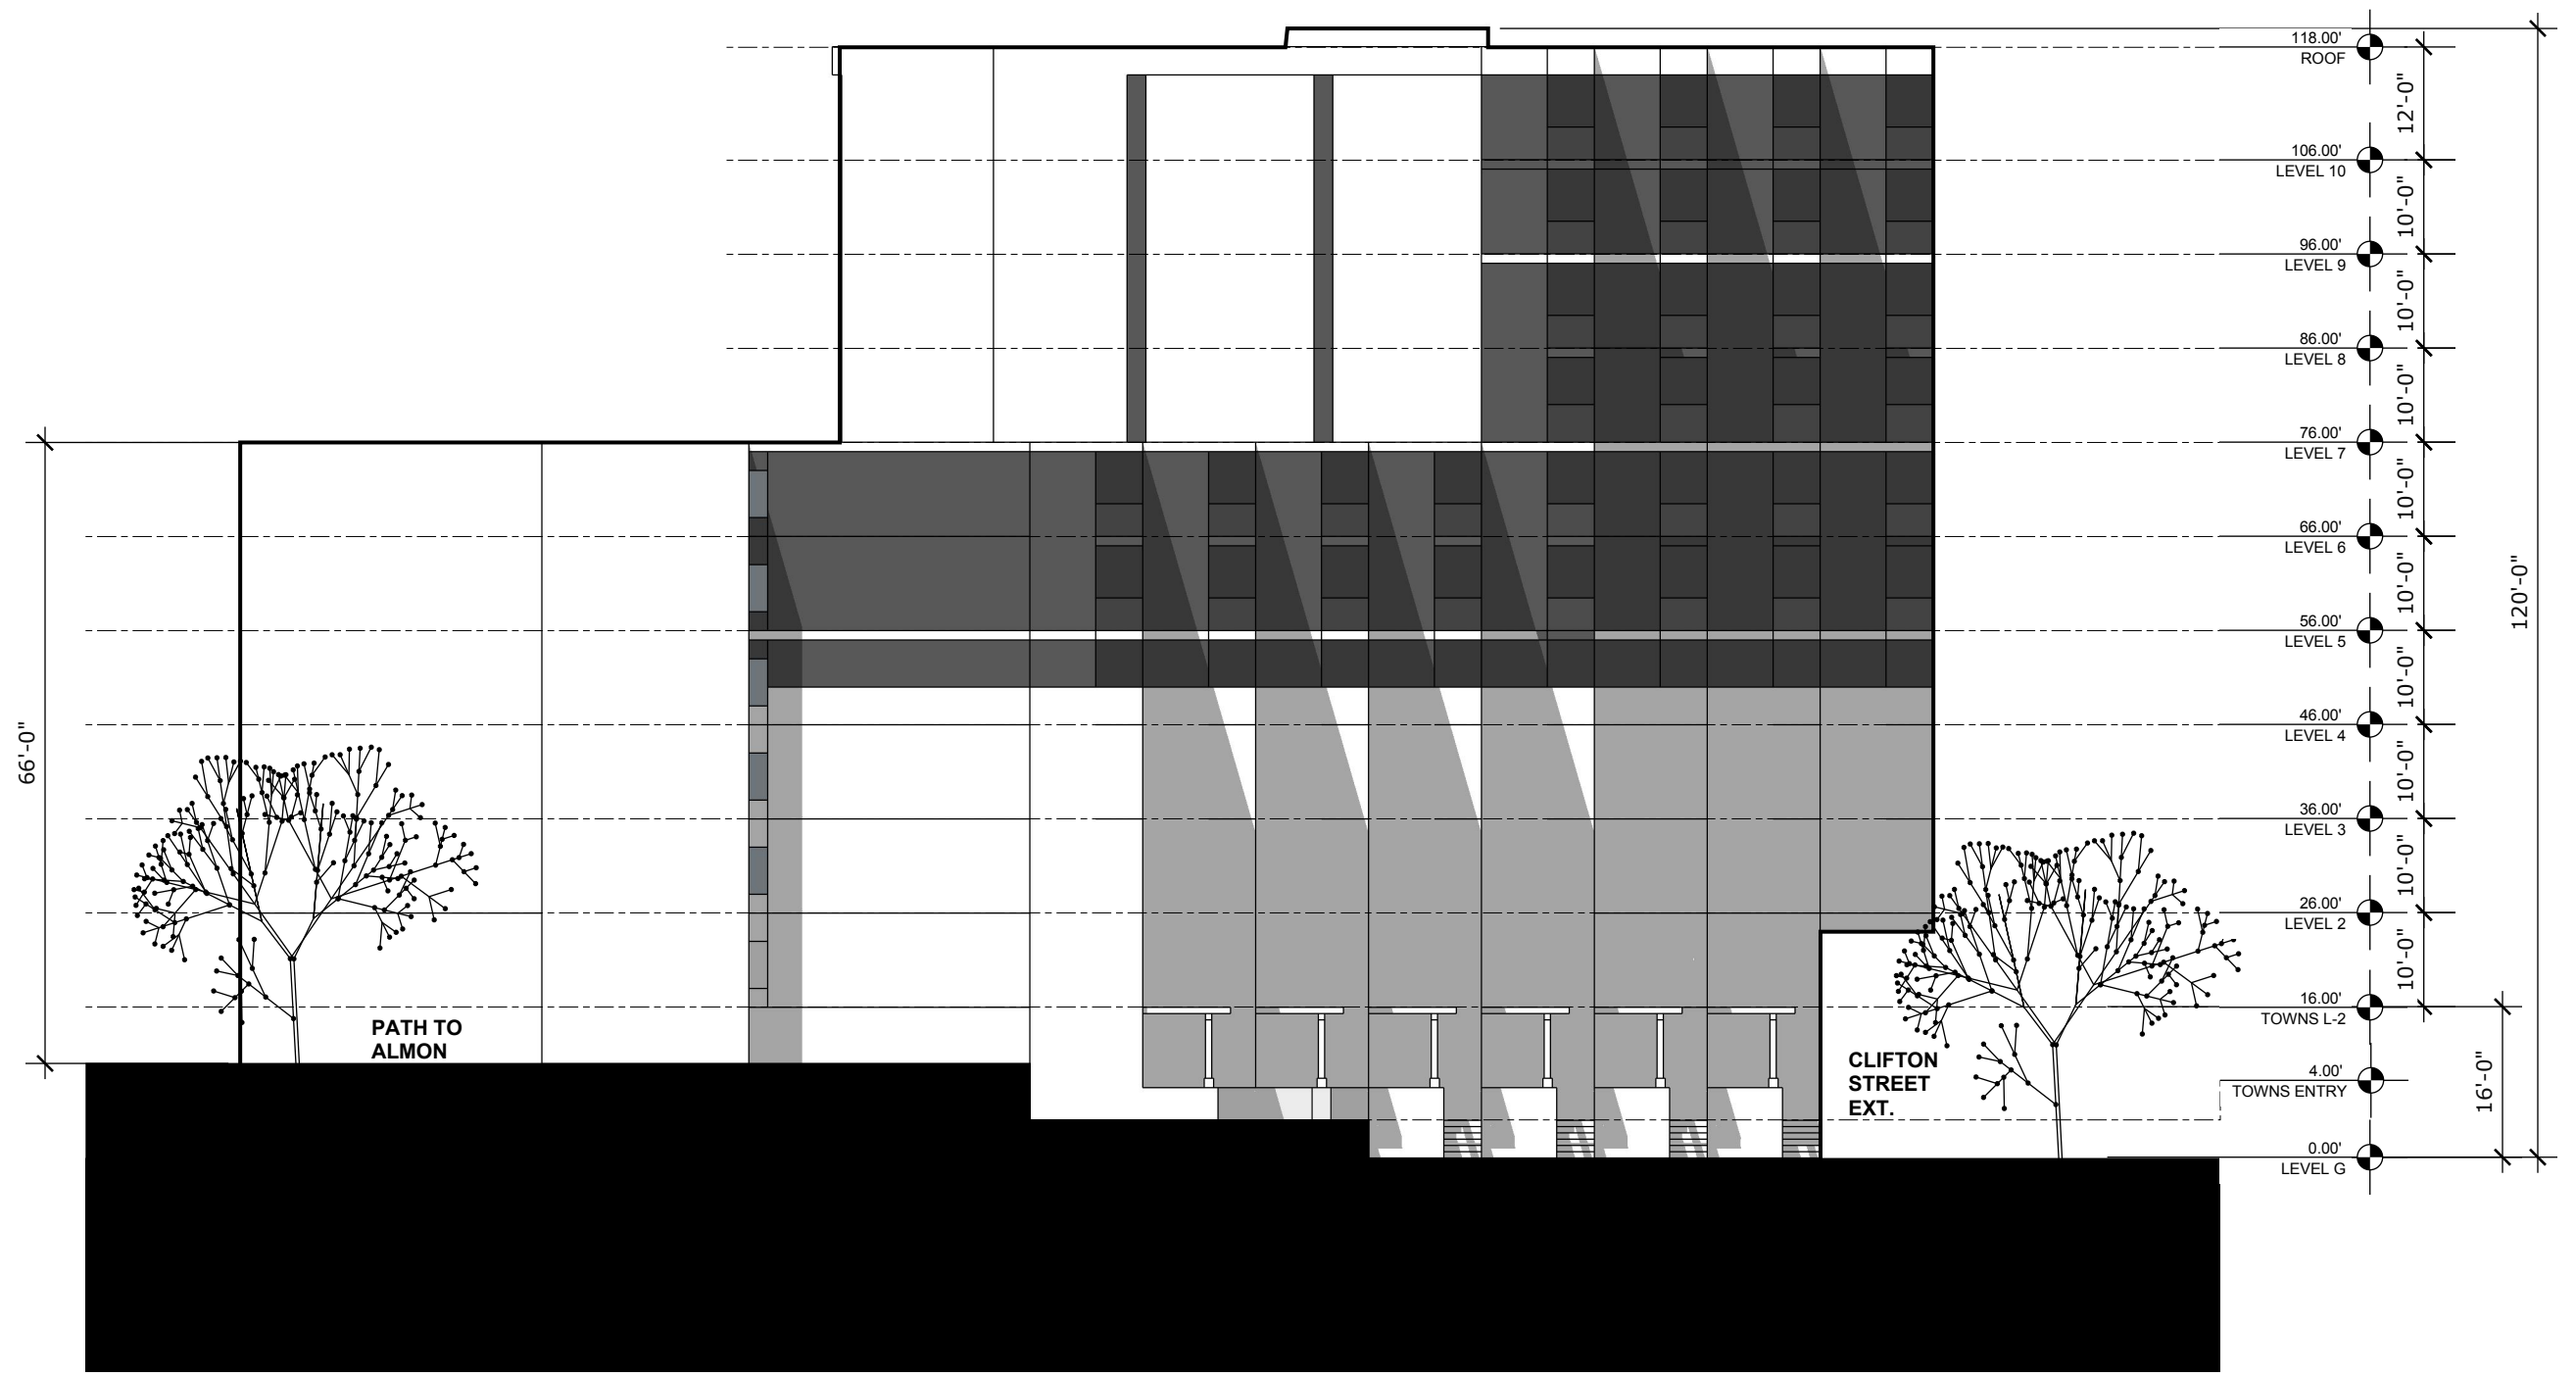 118.00'
ROOF
12'-0"
106.00'
LEVEL 10
10'-0"
96.00'
LEVEL 9
10'-0"
86.00'
LEVEL 8
10'-0"
76.00'
LEVEL 7
10'-0"
66.00'
LEVEL 6
10'-0"
120'-0"
56.00'
LEVEL 5
10'-0"
46.00'
LEVEL 4
66'-0"
10'-0"
36.00'
LEVEL 3
10'-0"
26.00'
LEVEL 2
10'-0"
16.00'
TOWNS L-2
PATH TO
ALMON
CLIFTON
STREET
EXT.
4.00'
TOWNS ENTRY
16'-0"
0.00'
LEVEL G